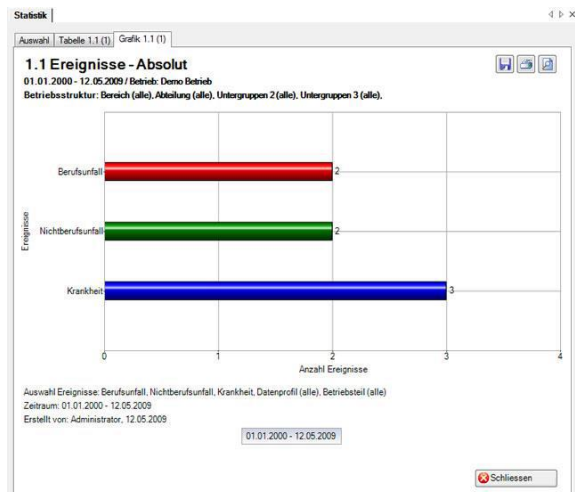 Statistik
Auswahl Tabelle 1.1 (1) Grafik 1.1 (1)
1.1 Ereignisse - Absolut
01.01.2000 - 12.05.2009 / Betrieb: Demo Betrieb
Betriebsstruktur: Bereich (alle), Abteilung (alle), Untergruppen 2 (alle), Untergruppen 3 (alle),
Ereignisse
Berufsunfall 2
Nichtberufsunfall 2
Krankheit 3
0 1 2 3 4
Anzahl Ereignisse
Auswahl Ereignisse: Berufsunfall, Nichtberufsunfall, Krankheit, Datenprofil (alle), Betriebsteil (alle)
Zeitraum: 01.01.2000 - 12.05.2009
Erstellt von: Administrator, 12.05.2009
01.01.2000 - 12.05.2009
Schliessen